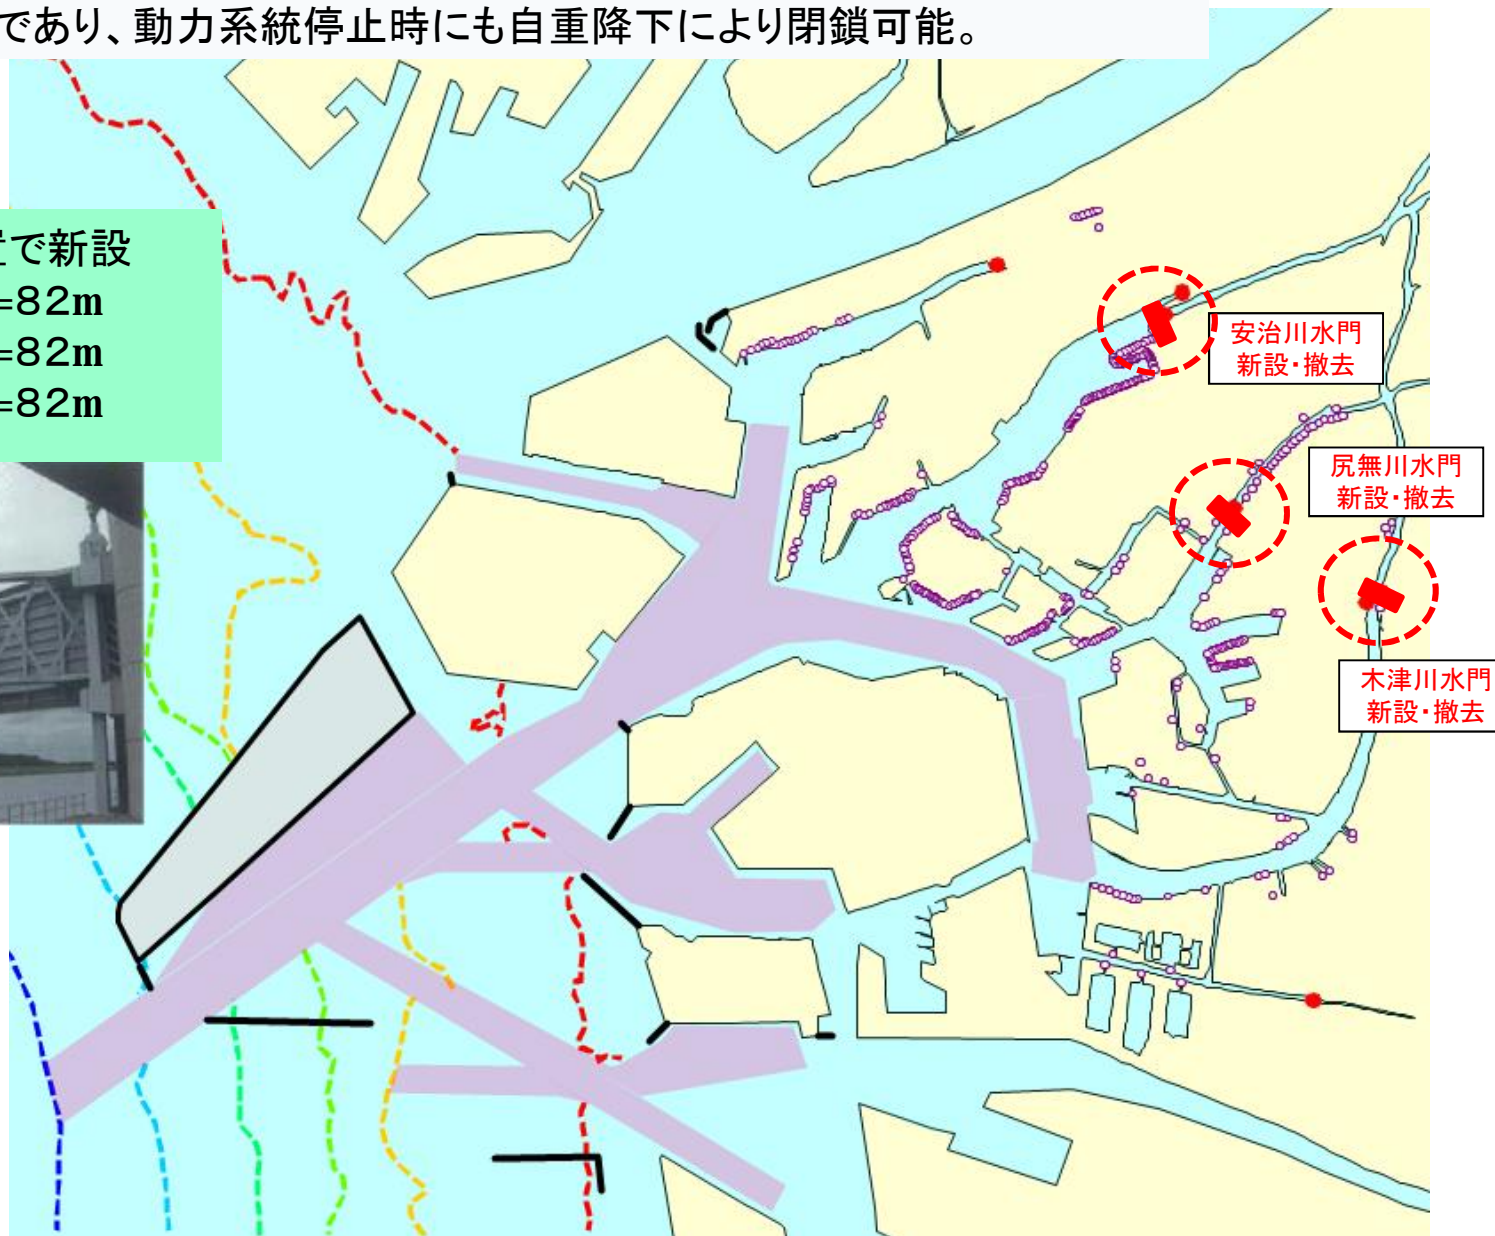 であり、動力系統停止時にも自重降下により閉鎖可能。
置で新設
=82m
=82m
=82m
安治川水門
新設・撤去
尻無川水門
新設・撤去
木津川水門
新設・撤去